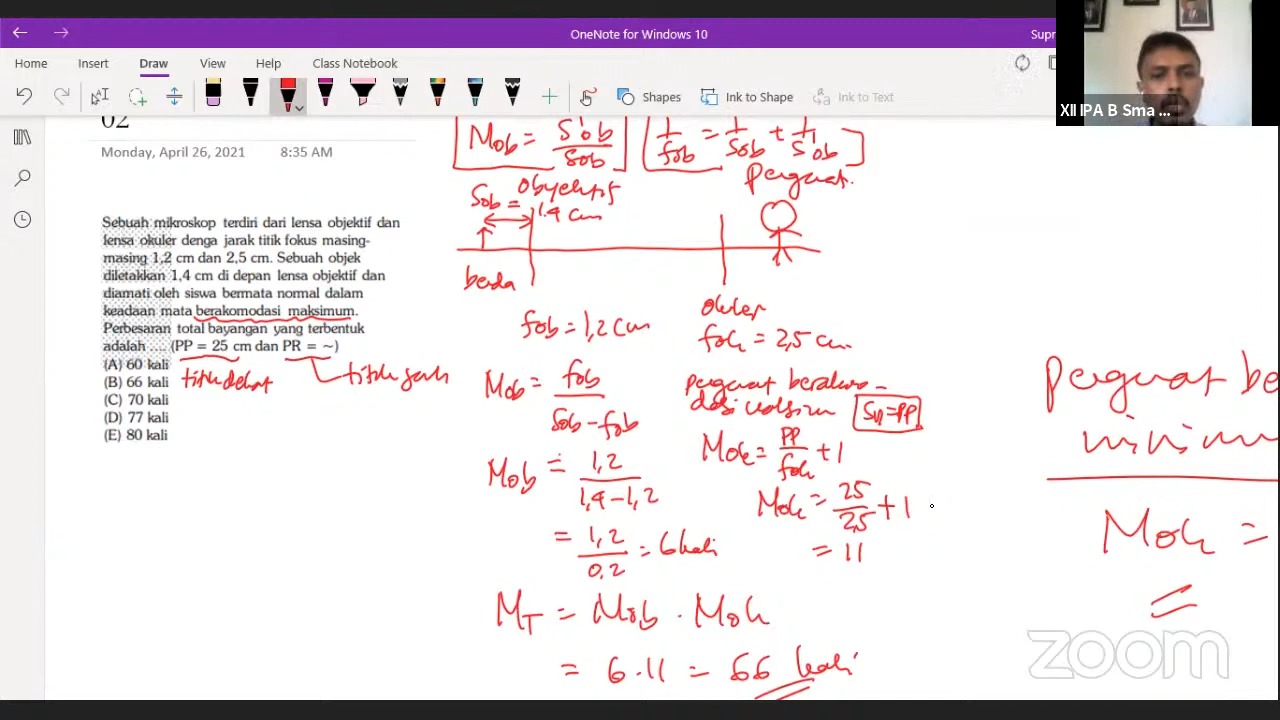 OneNote for Windows 10
Supr
Home Insert Draw View Help Class Notebook
Shapes Ink to Shape Ink to Text
XII IPA B Sma ...
02
Monday, April 26, 2021 8:35 AM
Sebuah mikroskop terdiri dari lensa objektif dan
lensa okuler denga jarak titik fokus masing-
masing 1,2 cm dan 2,5 cm. Sebuah objek
diletakkan 1,4 cm di depan lensa objektif dan
diamati oleh siswa bermata normal dalam
keadaan mata berakomodasi maksimum.
Perbesaran total bayangan yang terbentuk
adalah ... (PP = 25 cm dan PR = ~)
(A) 60 kali
(B) 66 kali
(C) 70 kali
(D) 77 kali
(E) 80 kali
titik dekat
titik jauh
Mob = S'ob / Sob
1/fob = 1/Sob + 1/S'ob
Sob = 1,4 cm
Obyektif
Pengamat.
benda
fob = 1,2 cm
okuler
fok = 2,5 cm
Mob = fob / Sob - fob
Mob = 1,2 / 1,4 - 1,2
= 1,2 / 0,2 = 6 kali
pengamat berakomo-
dasi
= PP
Mok = PP / fok + 1
Mok = 25 / 2,5 + 1
= 11
MT = Mob . Mok
= 6 . 11 = 66 kali
pengamat be
minimu
Mok =
=
zoom